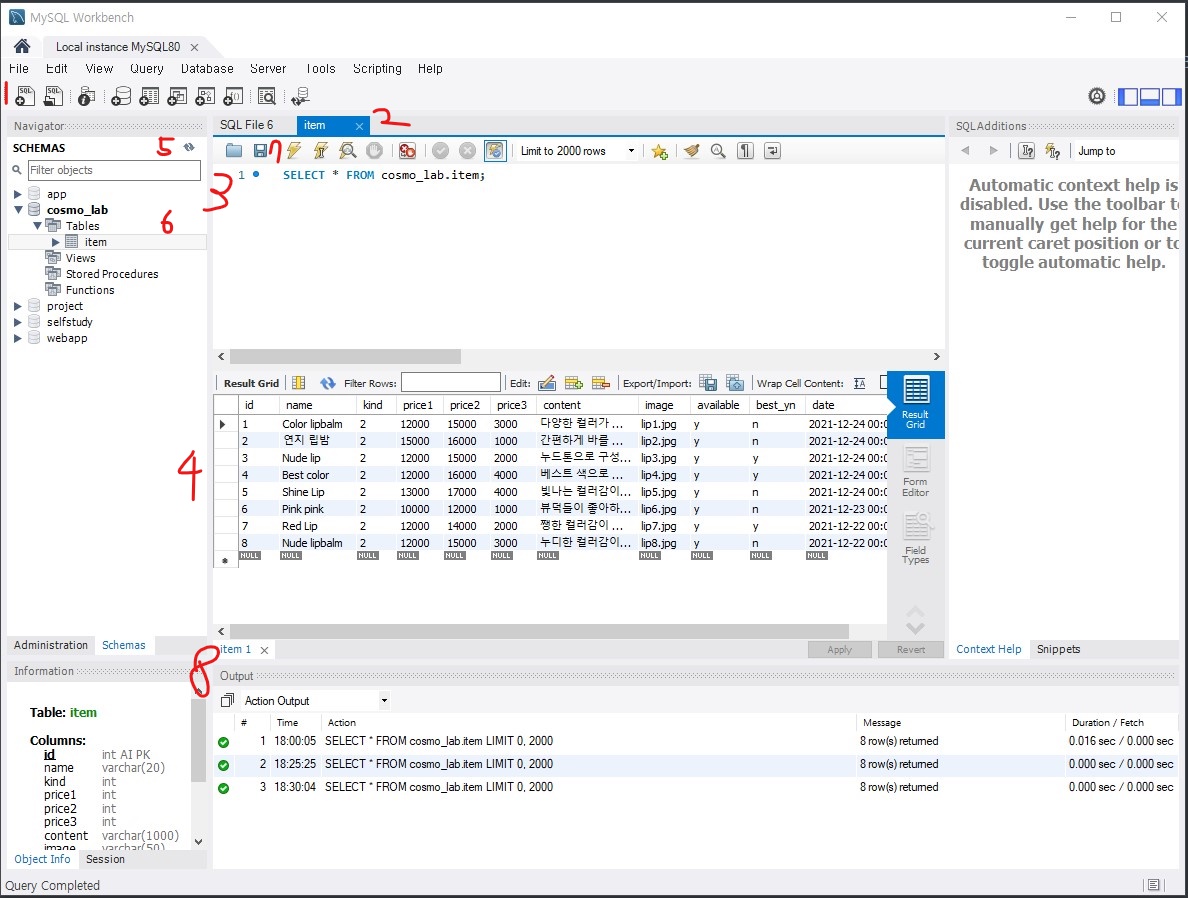 MySQL Workbench
Local instance MySQL80
File Edit View Query Database Server Tools Scripting Help
1
2
Navigator
SQL File 6 item
SQLAdditions
SCHEMAS 5
7
Limit to 2000 rows
Jump to
Filter objects
3
1 SELECT * FROM cosmo_lab.item;
app
cosmo_lab
Tables
6
item
Views
Stored Procedures
Functions
project
selfstudy
webapp
Automatic context help is
disabled. Use the toolbar to
manually get help for the
current caret position or to
toggle automatic help.
Result Grid Filter Rows: Edit: Export/Import: Wrap Cell Content:
id name kind price1 price2 price3 content image available best_yn date
1 Color lipbalm 2 12000 15000 3000 다양한 컬러가 ... lip1.jpg y n 2021-12-24 00:0
2 연지 립밤 2 15000 16000 1000 간편하게 바를 ... lip2.jpg y n 2021-12-24 00:0
3 Nude lip 2 12000 15000 2000 누드톤으로 구성... lip3.jpg y y 2021-12-24 00:0
4 Best color 2 12000 16000 4000 베스트 색으로 ... lip4.jpg y y 2021-12-24 00:0
5 Shine Lip 2 13000 17000 4000 빛나는 컬러감이... lip5.jpg y n 2021-12-24 00:0
6 Pink pink 2 10000 12000 1000 뷰덕들이 좋아하... lip6.jpg y n 2021-12-23 00:0
7 Red Lip 2 12000 14000 2000 쨍한 컬러감이 ... lip7.jpg y y 2021-12-22 00:0
8 Nude lipbalm 2 12000 15000 3000 누디한 컬러감이... lip8.jpg y n 2021-12-22 00:0
NULL NULL NULL NULL NULL NULL NULL NULL NULL NULL NULL
4
Result
Grid
Form
Editor
Field
Types
Administration Schemas
item 1
Apply Revert
Context Help Snippets
8
Information
Output
Action Output
Table: item
Columns:
id int AI PK
name varchar(20)
kind int
price1 int
price2 int
price3 int
content varchar(1000)
image varchar(50)
Object Info Session
# Time Action Message Duration / Fetch
1 18:00:05 SELECT * FROM cosmo_lab.item LIMIT 0, 2000 8 row(s) returned 0.016 sec / 0.000 sec
2 18:25:25 SELECT * FROM cosmo_lab.item LIMIT 0, 2000 8 row(s) returned 0.000 sec / 0.000 sec
3 18:30:04 SELECT * FROM cosmo_lab.item LIMIT 0, 2000 8 row(s) returned 0.000 sec / 0.000 sec
Query Completed